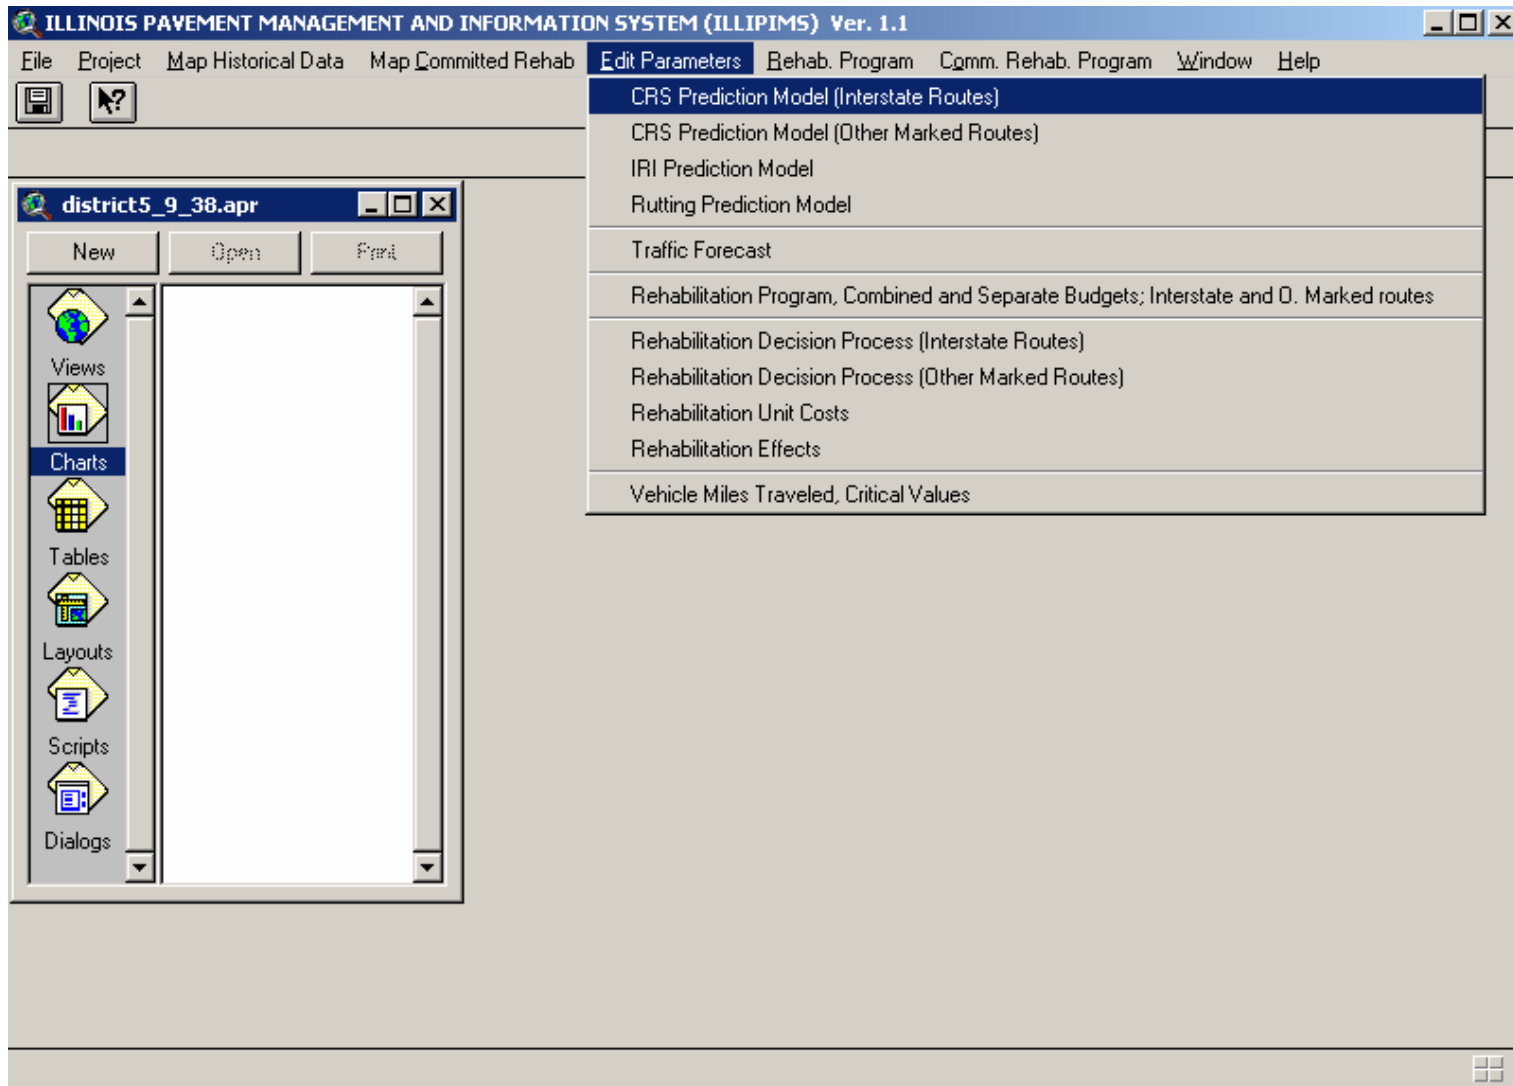 ILLINOIS PAVEMENT MANAGEMENT AND INFORMATION SYSTEM (ILLIPIMS) Ver. 1.1
File Project Map Historical Data Map Committed Rehab Edit Parameters Rehab. Program Comm. Rehab. Program Window Help
CRS Prediction Model (Interstate Routes)
CRS Prediction Model (Other Marked Routes)
IRI Prediction Model
Rutting Prediction Model
Traffic Forecast
Rehabilitation Program, Combined and Separate Budgets; Interstate and O. Marked routes
Rehabilitation Decision Process (Interstate Routes)
Rehabilitation Decision Process (Other Marked Routes)
Rehabilitation Unit Costs
Rehabilitation Effects
Vehicle Miles Traveled, Critical Values
district5_9_38.apr
New Open Print
Views
Charts
Tables
Layouts
Scripts
Dialogs